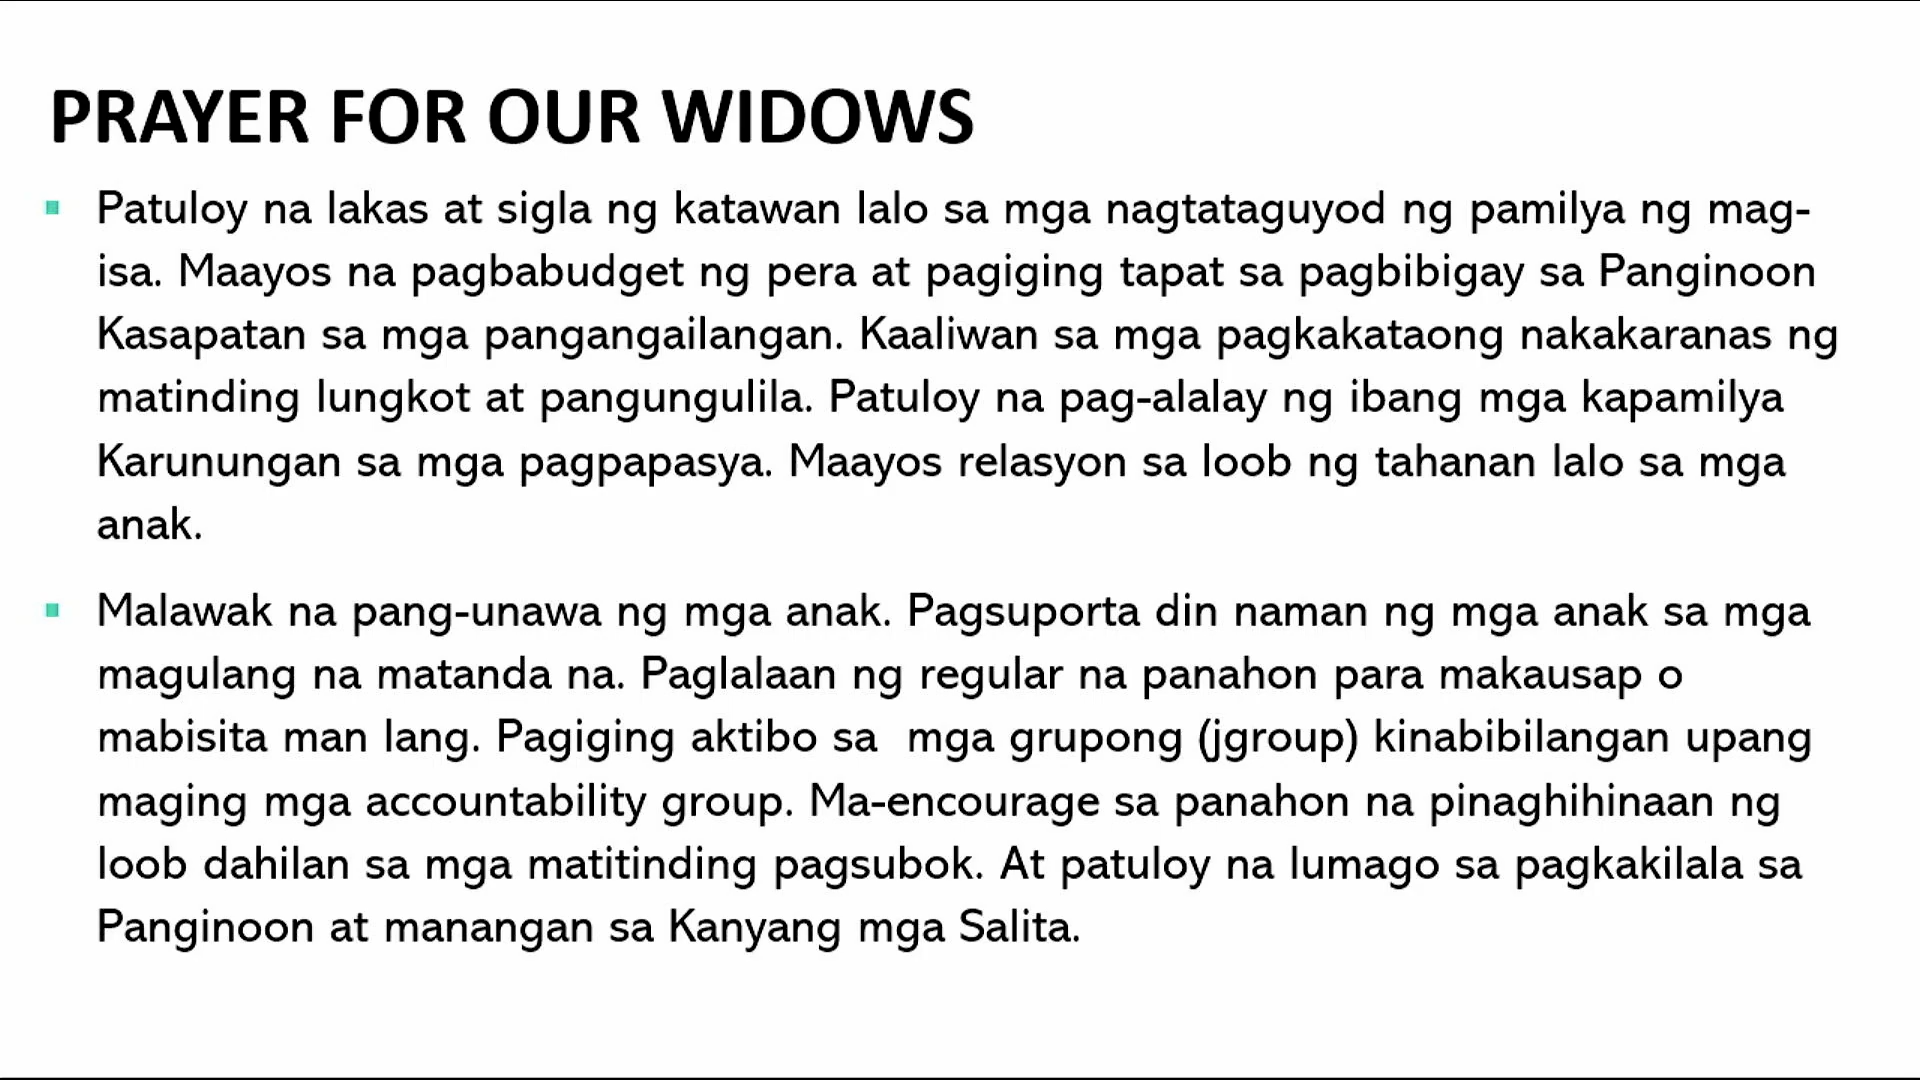 PRAYER FOR OUR WIDOWS
Patuloy na lakas at sigla ng katawan lalo sa mga nagtataguyod ng pamilya ng mag-
isa. Maayos na pagbabudget ng pera at pagiging tapat sa pagbibigay sa Panginoon
Kasapatan sa mga pangangailangan. Kaaliwan sa mga pagkakataong nakakaranas ng
matinding lungkot at pangungulila. Patuloy na pag-alalay ng ibang mga kapamilya
Karunungan sa mga pagpapasya. Maayos relasyon sa loob ng tahanan lalo sa mga
anak.
Malawak na pang-unawa ng mga anak. Pagsuporta din naman ng mga anak sa mga
magulang na matanda na. Paglalaan ng regular na panahon para makausap o
mabisita man lang. Pagiging aktibo sa  mga grupong (jgroup) kinabibilangan upang
maging mga accountability group. Ma-encourage sa panahon na pinaghihinaan ng
loob dahilan sa mga matitinding pagsubok. At patuloy na lumago sa pagkakilala sa
Panginoon at manangan sa Kanyang mga Salita.